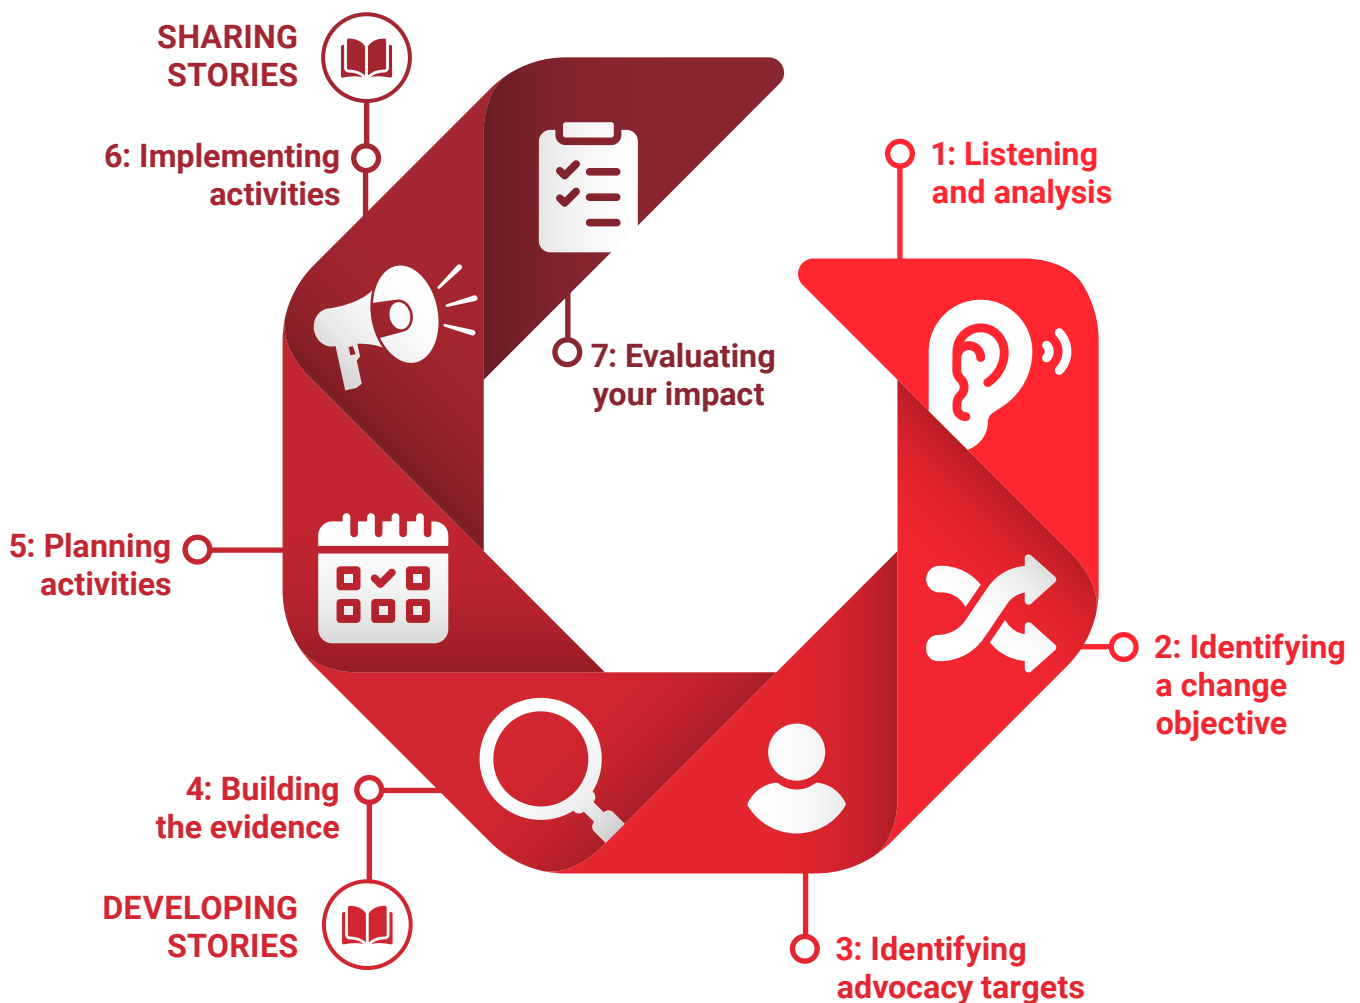 SHARING
STORIES
6: Implementing
activities
1: Listening
and analysis
7: Evaluating
your impact
5: Planning
activities
2: Identifying
a change
objective
4: Building
the evidence
DEVELOPING
STORIES
3: Identifying
advocacy targets